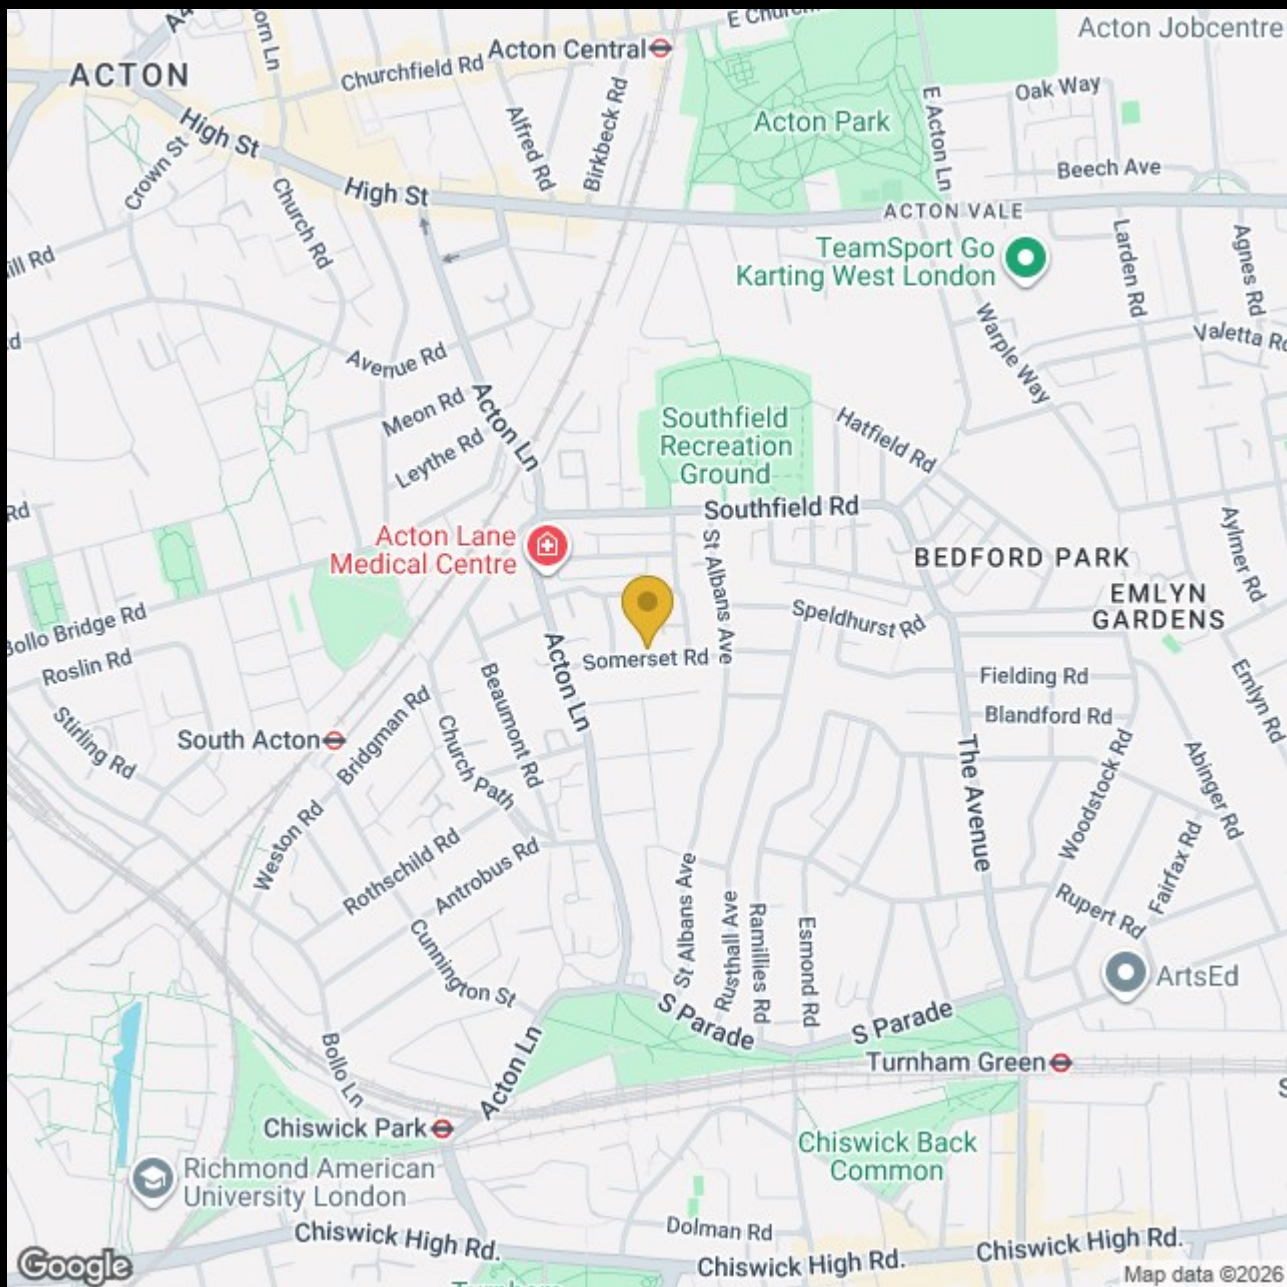 E Church
Acton Jobcentre
Acton Central
ACTON
Churchfield Rd
Oak Way
Acton Park
E Acton Ln
High St
Alfred Rd
Birkbeck Rd
Beech Ave
Crown St
Church Rd
High St
ACTON VALE
Larden Rd
Agnes Rd
TeamSport Go
Karting West London
ill Rd
Warple Way
Valetta Rd
Avenue Rd
Meon Rd
Acton Ln
Leythe Rd
Southfield
Recreation
Ground
Hatfield Rd
Rd
Southfield Rd
Aylmer Rd
Acton Lane
Medical Centre
St Albans Ave
BEDFORD PARK
EMLYN
GARDENS
Bollo Bridge Rd
Speldhurst Rd
Roslin Rd
Somerset Rd
Fielding Rd
Emlyn Rd
Beaumont Rd
Acton Ln
Blandford Rd
Stirling Rd
South Acton
Bridgman Rd
Church Path
The Avenue
Woodstock Rd
Abinger Rd
Weston Rd
Rothschild Rd
Antrobus Rd
Fairfax Rd
Rupert Rd
Cunnington St
St Albans Ave
Rusthall Ave
Ramillies Rd
Esmond Rd
ArtsEd
S Parade
S Parade
Bollo Ln
Acton Ln
Turnham Green
Chiswick Park
Chiswick Back
Common
Richmond American
University London
Dolman Rd
Chiswick High Rd.
Chiswick High Rd.
Chiswick High Rd.
Google
Map data ©2026